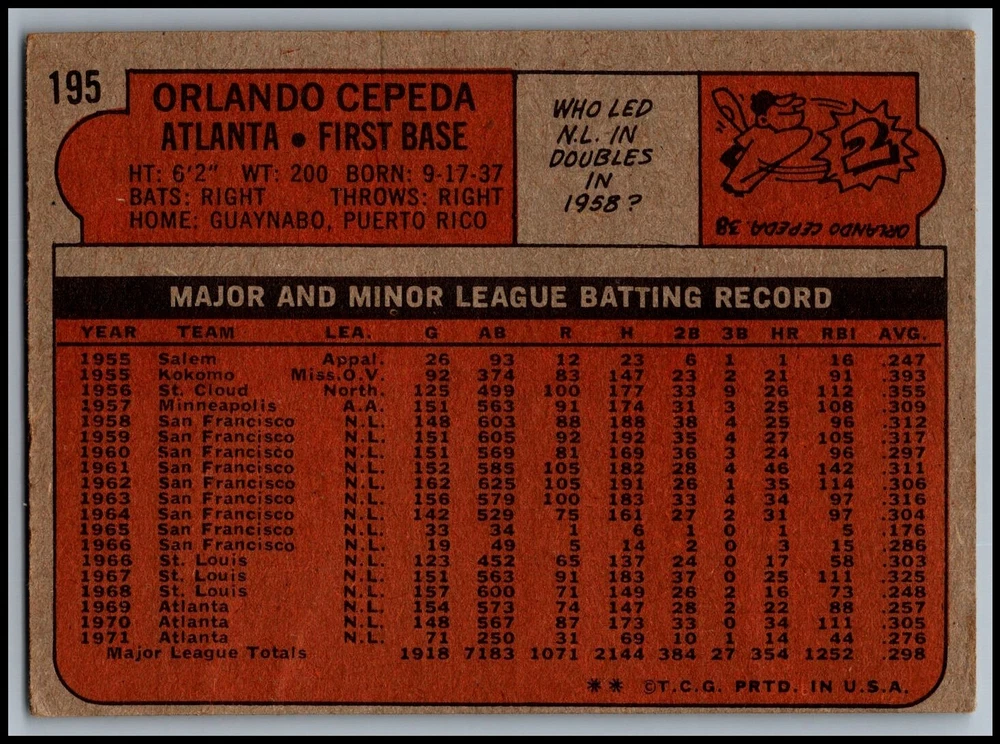 195
ORLANDO CEPEDA
ATLANTA • FIRST BASE
HT: 6'2" WT: 200 BORN: 9-17-37
BATS: RIGHT THROWS: RIGHT
HOME: GUAYNABO, PUERTO RICO
WHO LED
N.L. IN
DOUBLES
IN
1958?
2
ORLANDO CEPEDA. 38
MAJOR AND MINOR LEAGUE BATTING RECORD
YEAR TEAM LEA. G AB R H 2B 3B HR RBI AVG.
1955 Salem Appal. 26 93 12 23 6 1 1 16 .247
1955 Kokomo Miss.O.V. 92 374 83 147 23 2 21 91 .393
1956 St. Cloud North. 125 499 100 177 33 9 26 112 .355
1957 Minneapolis A.A. 151 563 91 174 31 3 25 108 .309
1958 San Francisco N.L. 148 603 88 188 38 4 25 96 .312
1959 San Francisco N.L. 151 605 92 192 35 4 27 105 .317
1960 San Francisco N.L. 151 569 81 169 36 3 24 96 .297
1961 San Francisco N.L. 152 585 105 182 28 4 46 142 .311
1962 San Francisco N.L. 162 625 105 191 26 1 35 114 .306
1963 San Francisco N.L. 156 579 100 183 33 4 34 97 .316
1964 San Francisco N.L. 142 529 75 161 27 2 31 97 .304
1965 San Francisco N.L. 33 34 1 6 1 0 1 5 .176
1966 San Francisco N.L. 19 49 5 14 2 0 3 15 .286
1966 St. Louis N.L. 123 452 65 137 24 0 17 58 .303
1967 St. Louis N.L. 151 563 91 183 37 0 25 111 .325
1968 St. Louis N.L. 157 600 71 149 26 2 16 73 .248
1969 Atlanta N.L. 154 573 74 147 28 2 22 88 .257
1970 Atlanta N.L. 148 567 87 173 33 0 34 111 .305
1971 Atlanta N.L. 71 250 31 69 10 1 14 44 .276
Major League Totals 1918 7183 1071 2144 384 27 354 1252 .298
** ©T.C.G. PRTD. IN U.S.A.